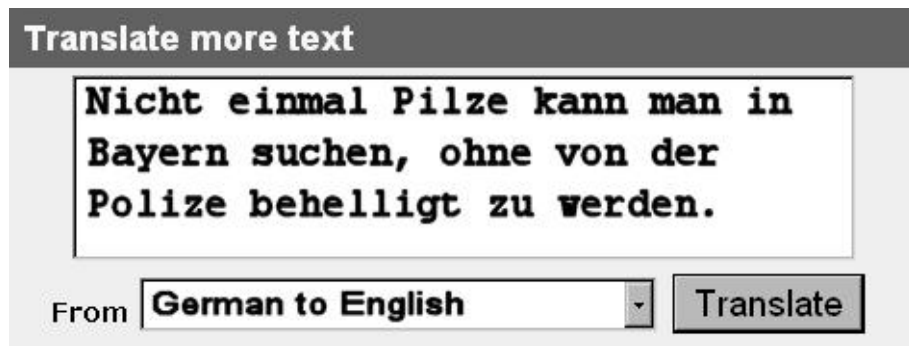 Translate more text
Nicht einmal Pilze kann man in
Bayern suchen, ohne von der
Polize behelligt zu werden.
From German to English Translate